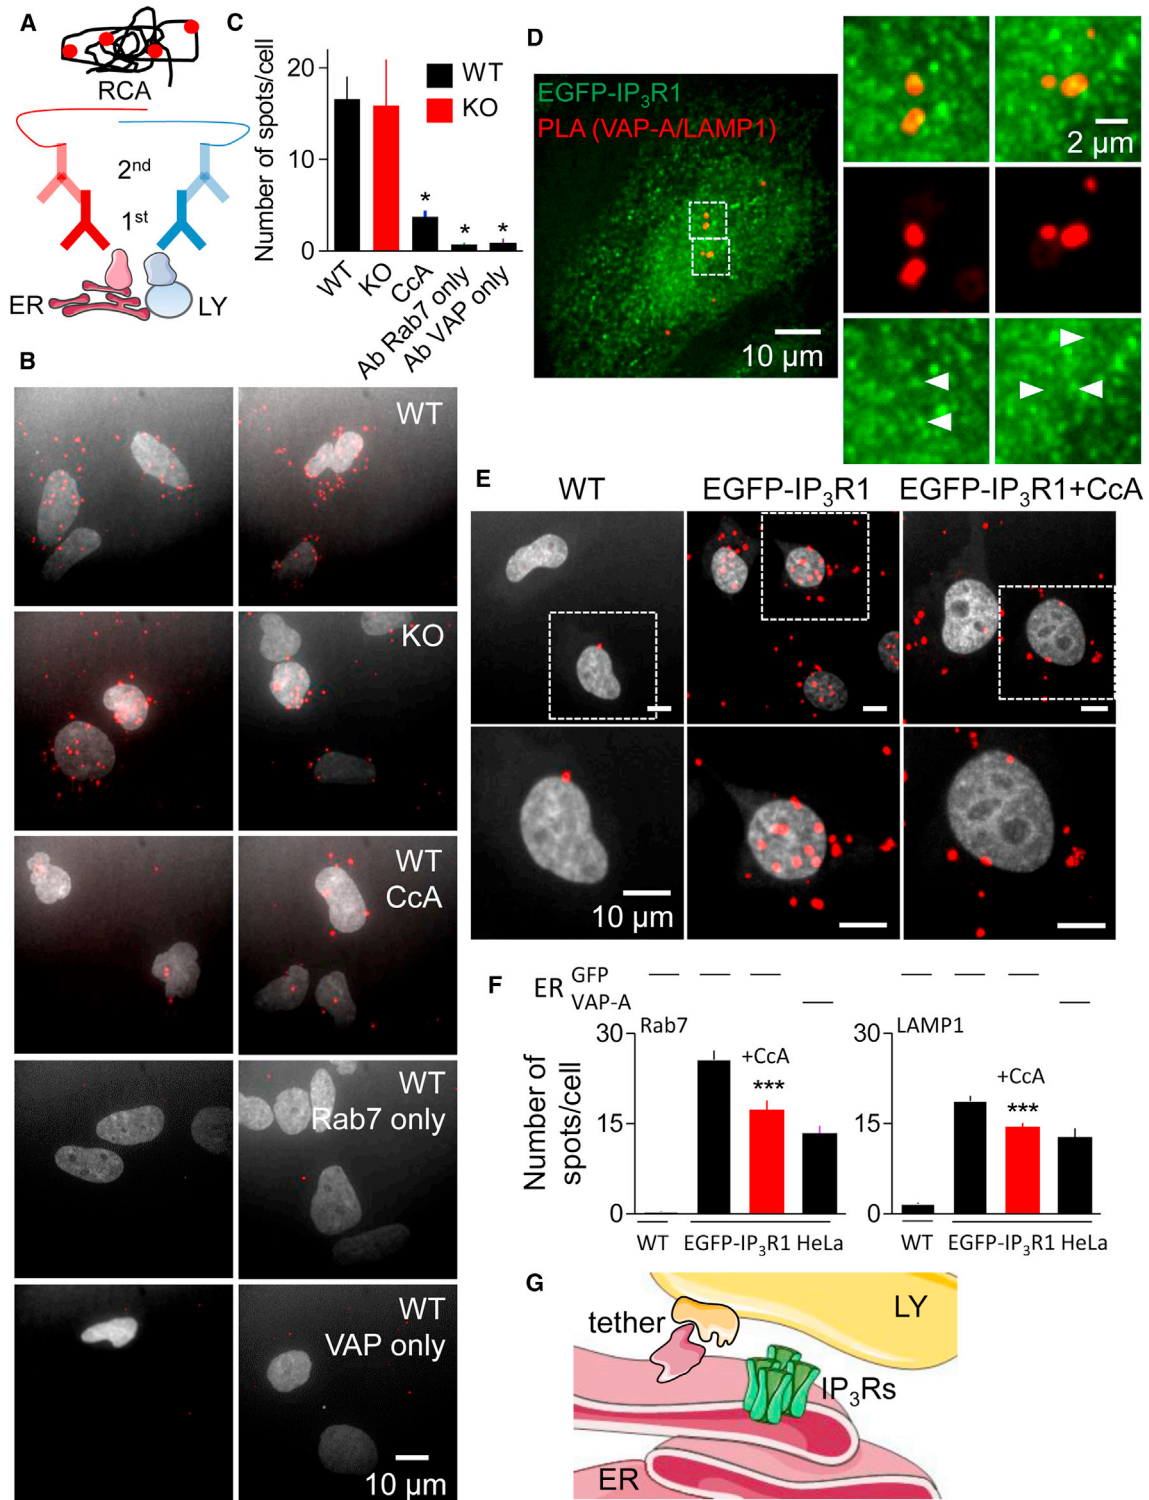 A
RCA
2nd
1st
ER
LY
C
Number of spots/cell
20
10
0
WT
KO
*
*
*
WT
KO
CcA
Ab Rab7 only
Ab VAP only
D
EGFP-IP3R1
PLA (VAP-A/LAMP1)
10 µm
2 µm
B
WT
KO
WT
CcA
WT
Rab7 only
WT
VAP only
10 µm
E
WT
EGFP-IP3R1
EGFP-IP3R1+CcA
10 µm
F
ER
GFP
VAP-A
Number of
spots/cell
Rab7
30
15
0
+CcA
***
WT
EGFP-IP3R1
HeLa
LAMP1
30
15
0
+CcA
***
WT
EGFP-IP3R1
HeLa
G
LY
tether
IP3Rs
ER